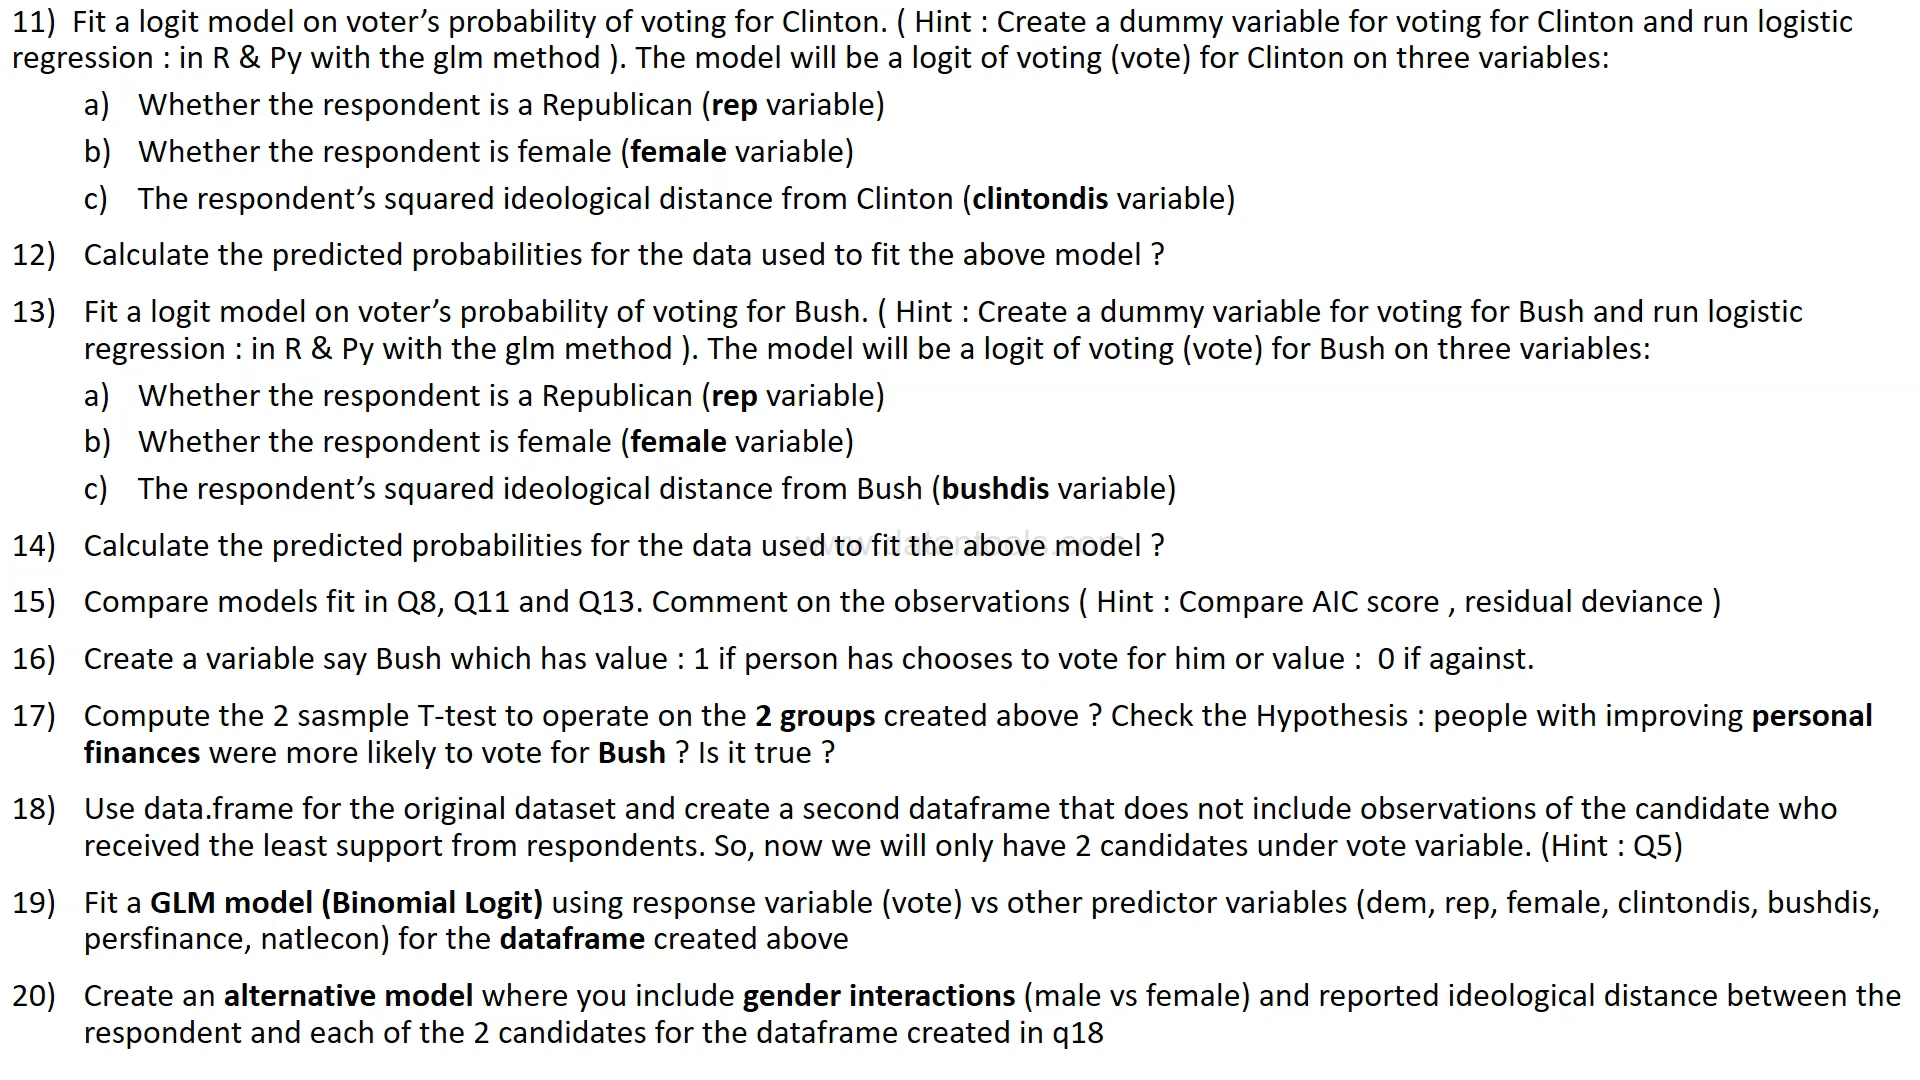 11)  Fit a logit model on voter’s probability of voting for Clinton. ( Hint : Create a dummy variable for voting for Clinton and run logistic
regression : in R & Py with the glm method ). The model will be a logit of voting (vote) for Clinton on three variables:
a) Whether the respondent is a Republican (rep variable)
b) Whether the respondent is female (female variable)
c) The respondent’s squared ideological distance from Clinton (clintondis variable)
12) Calculate the predicted probabilities for the data used to fit the above model ?
13) Fit a logit model on voter’s probability of voting for Bush. ( Hint : Create a dummy variable for voting for Bush and run logistic
regression : in R & Py with the glm method ). The model will be a logit of voting (vote) for Bush on three variables:
a) Whether the respondent is a Republican (rep variable)
b) Whether the respondent is female (female variable)
c) The respondent’s squared ideological distance from Bush (bushdis variable)
14) Calculate the predicted probabilities for the data used to fit the above model ?
15) Compare models fit in Q8, Q11 and Q13. Comment on the observations ( Hint : Compare AIC score , residual deviance )
16) Create a variable say Bush which has value : 1 if person has chooses to vote for him or value :  0 if against.
17) Compute the 2 sasmple T-test to operate on the 2 groups created above ? Check the Hypothesis : people with improving personal
finances were more likely to vote for Bush ? Is it true ?
18) Use data.frame for the original dataset and create a second dataframe that does not include observations of the candidate who
received the least support from respondents. So, now we will only have 2 candidates under vote variable. (Hint : Q5)
19) Fit a GLM model (Binomial Logit) using response variable (vote) vs other predictor variables (dem, rep, female, clintondis, bushdis,
persfinance, natlecon) for the dataframe created above
20) Create an alternative model where you include gender interactions (male vs female) and reported ideological distance between the
respondent and each of the 2 candidates for the dataframe created in q18